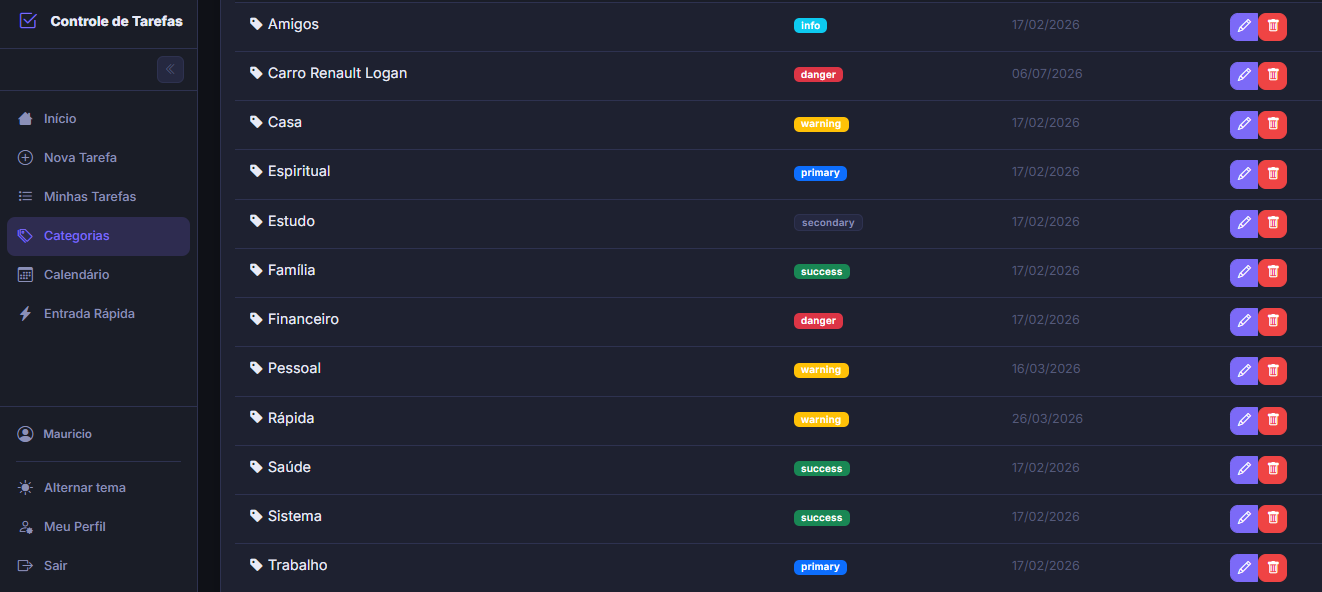 Controle de Tarefas
Início
Nova Tarefa
Minhas Tarefas
Categorias
Calendário
Entrada Rápida
Mauricio
Alternar tema
Meu Perfil
Sair
Amigos info 17/02/2026
Carro Renault Logan danger 06/07/2026
Casa warning 17/02/2026
Espiritual primary 17/02/2026
Estudo secondary 17/02/2026
Família success 17/02/2026
Financeiro danger 17/02/2026
Pessoal warning 16/03/2026
Rápida warning 26/03/2026
Saúde success 17/02/2026
Sistema success 17/02/2026
Trabalho primary 17/02/2026